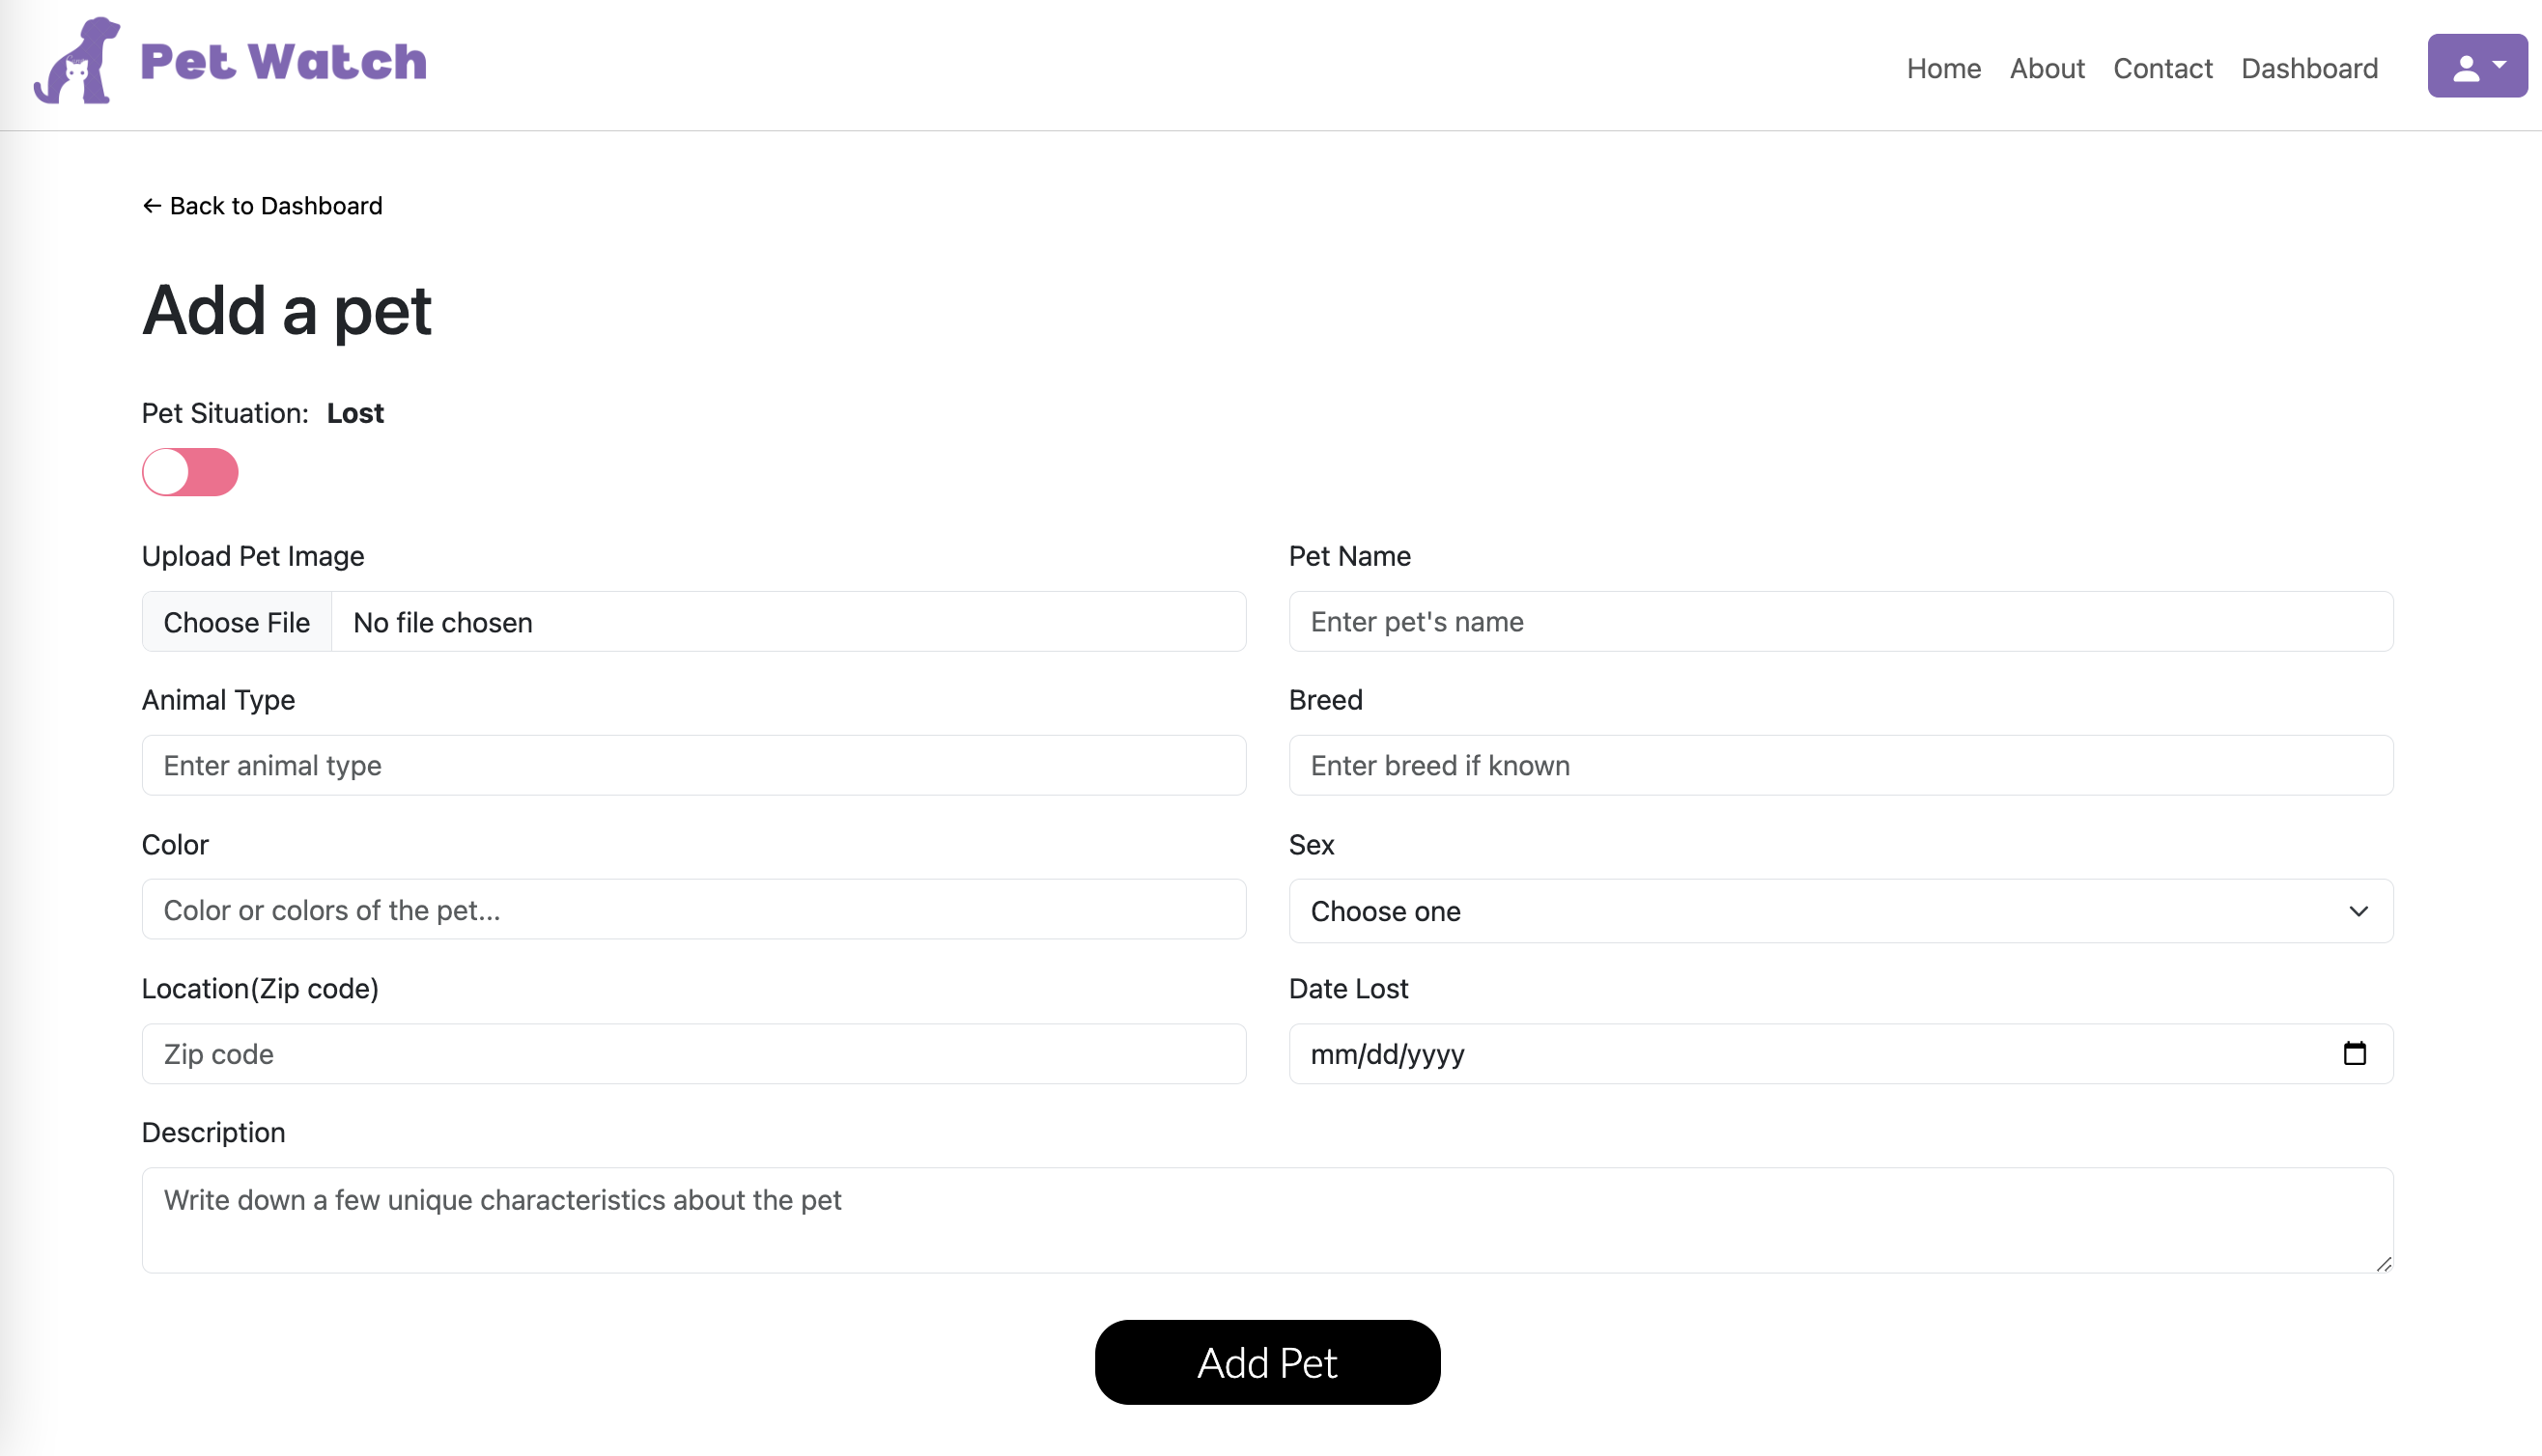 Pet Watch
Home About Contact Dashboard
← Back to Dashboard
Add a pet
Pet Situation: Lost
Upload Pet Image
Choose File No file chosen
Pet Name
Enter pet's name
Animal Type
Enter animal type
Breed
Enter breed if known
Color
Color or colors of the pet...
Sex
Choose one
Location(Zip code)
Zip code
Date Lost
mm/dd/yyyy
Description
Write down a few unique characteristics about the pet
Add Pet